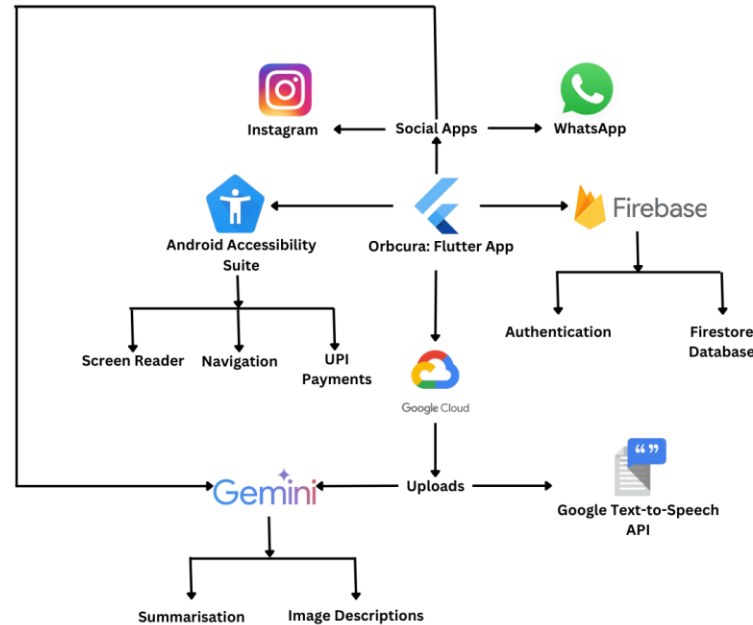 Instagram
Social Apps
WhatsApp
Firebase
Android Accessibility
Suite
Orbcura: Flutter App
Authentication
Firestore
Database
Screen Reader
Navigation
UPI
Payments
Google Cloud
Gemini
Uploads
“ ”
Google Text-to-Speech
API
Summarisation
Image Descriptions